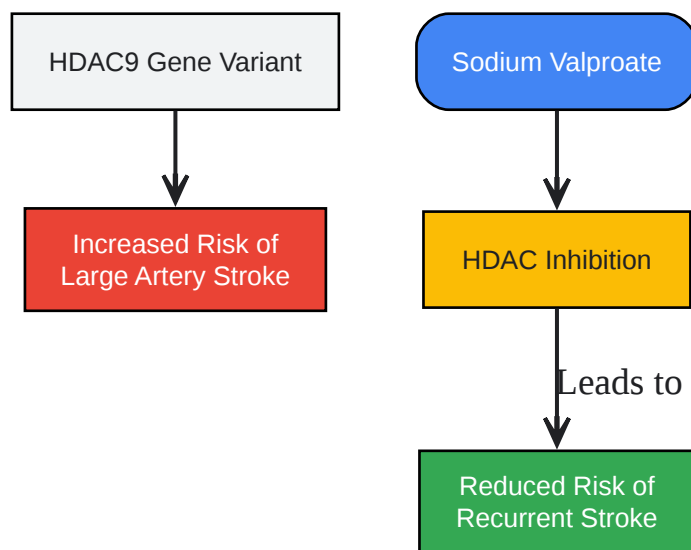 HDAC9 Gene Variant
Sodium Valproate
Increased Risk of
Large Artery Stroke
HDAC Inhibition
Leads to
Reduced Risk of
Recurrent Stroke